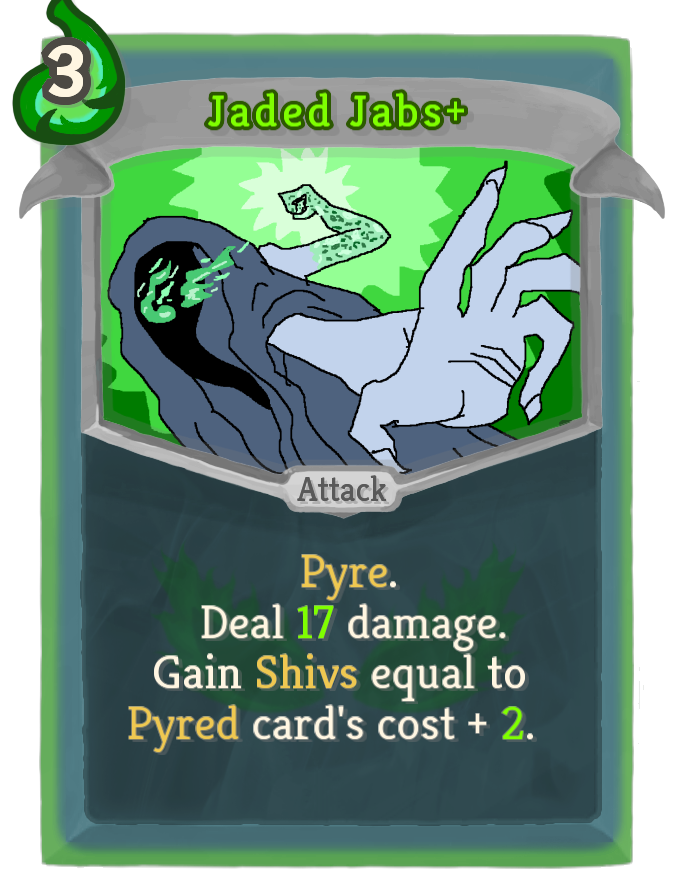 3
Jaded Jabs+
Attack
Pyre.
Deal 17 damage.
Gain Shivs equal to
Pyred card's cost + 2.